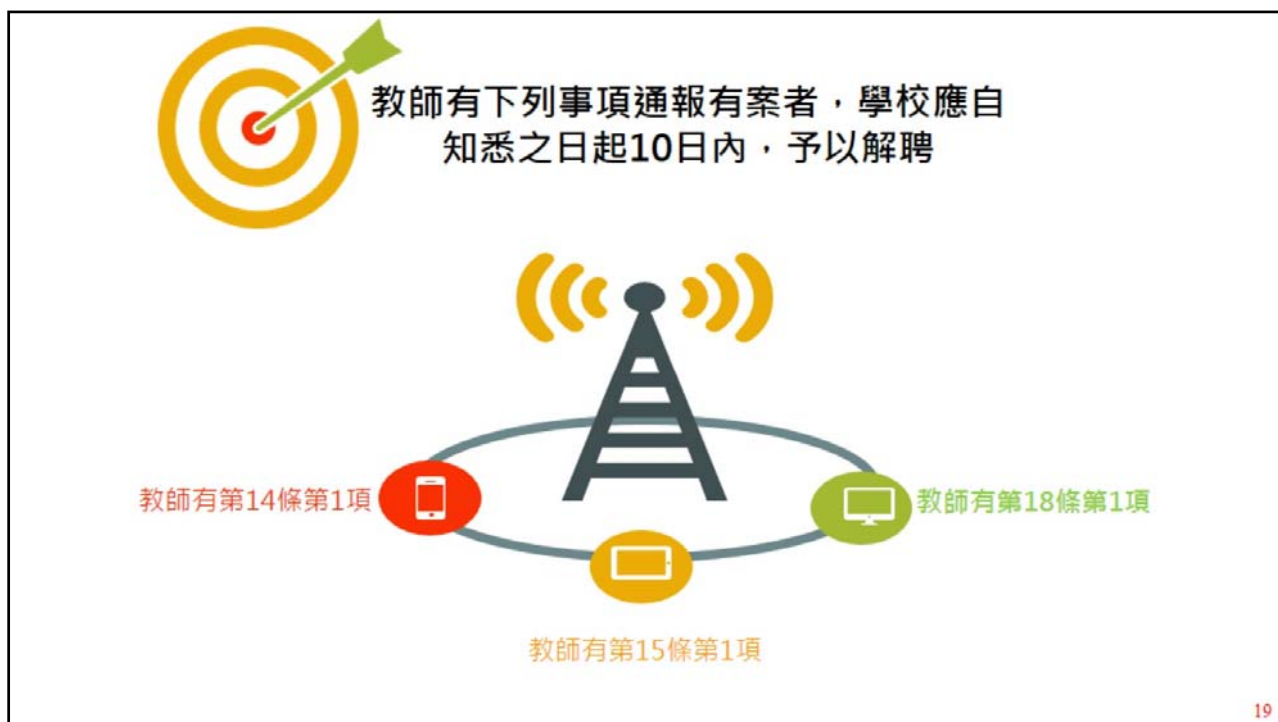 教師有下列事項通報有案者，學校應自
知悉之日起10日內，予以解聘
教師有第14條第1項
教師有第18條第1項
教師有第15條第1項
19